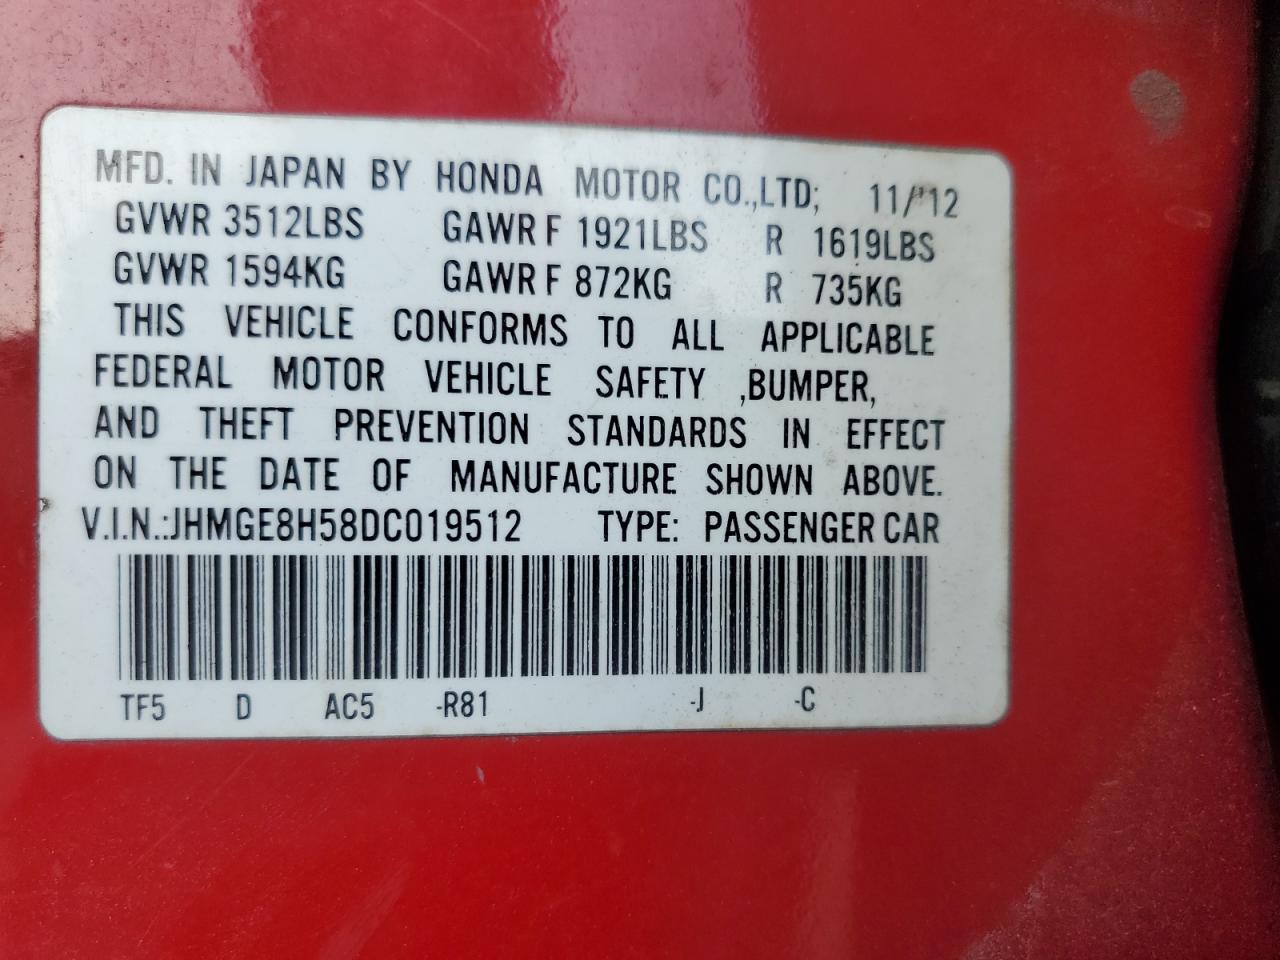 MFD. IN JAPAN BY HONDA MOTOR CO.,LTD; 11/'12
GVWR 3512LBS GAWR F 1921LBS R 1619LBS
GVWR 1594KG GAWR F 872KG R 735KG
THIS VEHICLE CONFORMS TO ALL APPLICABLE
FEDERAL MOTOR VEHICLE SAFETY ,BUMPER,
AND THEFT PREVENTION STANDARDS IN EFFECT
ON THE DATE OF MANUFACTURE SHOWN ABOVE.
V.I.N.:JHMGE8H58DC019512 TYPE: PASSENGER CAR
TF5 D AC5 -R81 -J -C